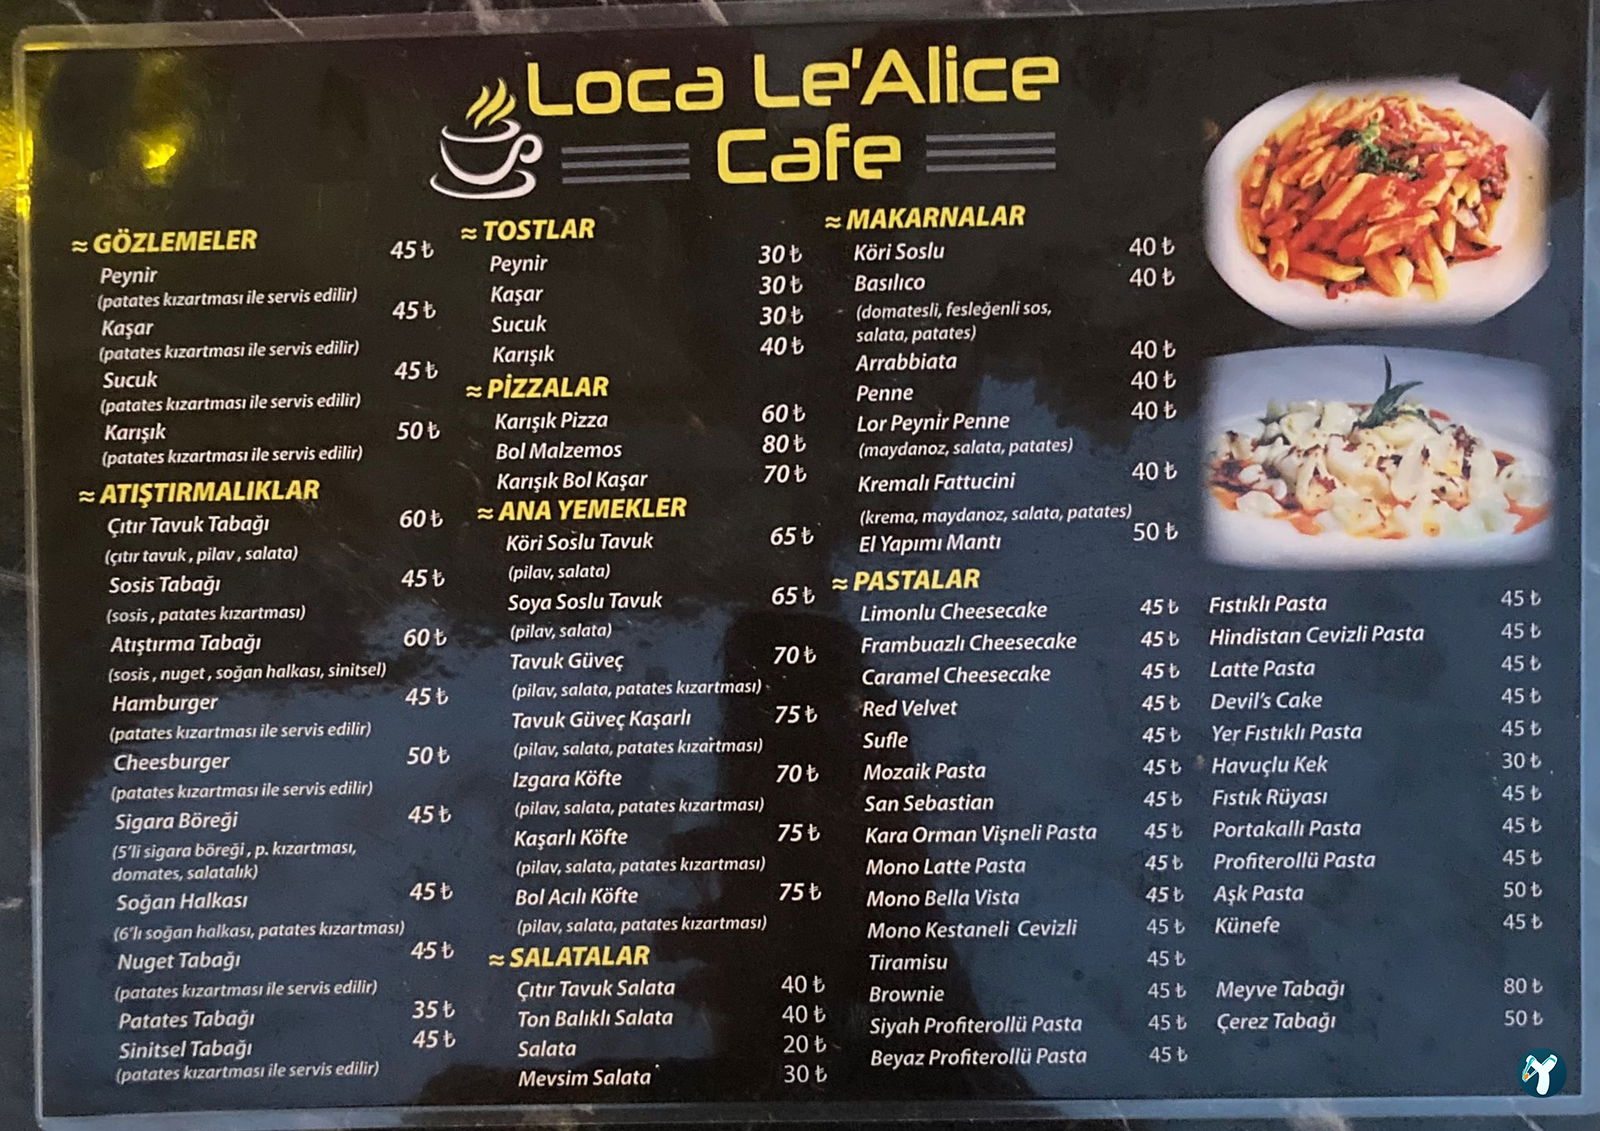 Loca Le'Alice
Cafe
≈ GÖZLEMELER
Peynir 45 ₺
(patates kızartması ile servis edilir)
Kaşar 45 ₺
(patates kızartması ile servis edilir)
Sucuk 45 ₺
(patates kızartması ile servis edilir)
Karışık 50 ₺
(patates kızartması ile servis edilir)
≈ ATIŞTIRMALIKLAR
Çıtır Tavuk Tabağı 60 ₺
(çıtır tavuk , pilav , salata)
Sosis Tabağı 45 ₺
(sosis , patates kızartması)
Atıştırma Tabağı 60 ₺
(sosis , nuget , soğan halkası, sinitsel)
Hamburger 45 ₺
(patates kızartması ile servis edilir)
Cheesburger 50 ₺
(patates kızartması ile servis edilir)
Sigara Böreği 45 ₺
(5'li sigara böreği , p. kızartması,
domates, salatalık)
Soğan Halkası 45 ₺
(6'lı soğan halkası, patates kızartması)
Nuget Tabağı 45 ₺
(patates kızartması ile servis edilir)
Patates Tabağı 35 ₺
Sinitsel Tabağı 45 ₺
(patates kızartması ile servis edilir)
≈ TOSTLAR
Peynir 30 ₺
Kaşar 30 ₺
Sucuk 30 ₺
Karışık 40 ₺
≈ PİZZALAR
Karışık Pizza 60 ₺
Bol Malzemos 80 ₺
Karışık Bol Kaşar 70 ₺
≈ ANA YEMEKLER
Köri Soslu Tavuk 65 ₺
(pilav, salata)
Soya Soslu Tavuk 65 ₺
(pilav, salata)
Tavuk Güveç 70 ₺
(pilav, salata, patates kızartması)
Tavuk Güveç Kaşarlı 75 ₺
(pilav, salata, patates kızartması)
Izgara Köfte 70 ₺
(pilav, salata, patates kızartması)
Kaşarlı Köfte 75 ₺
(pilav, salata, patates kızartması)
Bol Acılı Köfte 75 ₺
(pilav, salata, patates kızartması)
≈ SALATALAR
Çıtır Tavuk Salata 40 ₺
Ton Balıklı Salata 40 ₺
Salata 20 ₺
Mevsim Salata 30 ₺
≈ MAKARNALAR
Köri Soslu 40 ₺
Basılıco 40 ₺
(domatesli, fesleğenli sos,
salata, patates)
Arrabbiata 40 ₺
Penne 40 ₺
Lor Peynir Penne 40 ₺
(maydanoz, salata, patates)
Kremalı Fattucini 40 ₺
(krema, maydanoz, salata, patates)
El Yapımı Mantı 50 ₺
≈ PASTALAR
Limonlu Cheesecake 45 ₺
Frambuazlı Cheesecake 45 ₺
Caramel Cheesecake 45 ₺
Red Velvet 45 ₺
Sufle 45 ₺
Mozaik Pasta 45 ₺
San Sebastian 45 ₺
Kara Orman Vişneli Pasta 45 ₺
Mono Latte Pasta 45 ₺
Mono Bella Vista 45 ₺
Mono Kestaneli Cevizli 45 ₺
Tiramisu 45 ₺
Brownie 45 ₺
Siyah Profiterollü Pasta 45 ₺
Beyaz Profiterollü Pasta 45 ₺
Fıstıklı Pasta 45 ₺
Hindistan Cevizli Pasta 45 ₺
Latte Pasta 45 ₺
Devil's Cake 45 ₺
Yer Fıstıklı Pasta 45 ₺
Havuçlu Kek 30 ₺
Fıstık Rüyası 45 ₺
Portakallı Pasta 45 ₺
Profiterollü Pasta 45 ₺
Aşk Pasta 50 ₺
Künefe 45 ₺
Meyve Tabağı 80 ₺
Çerez Tabağı 50 ₺